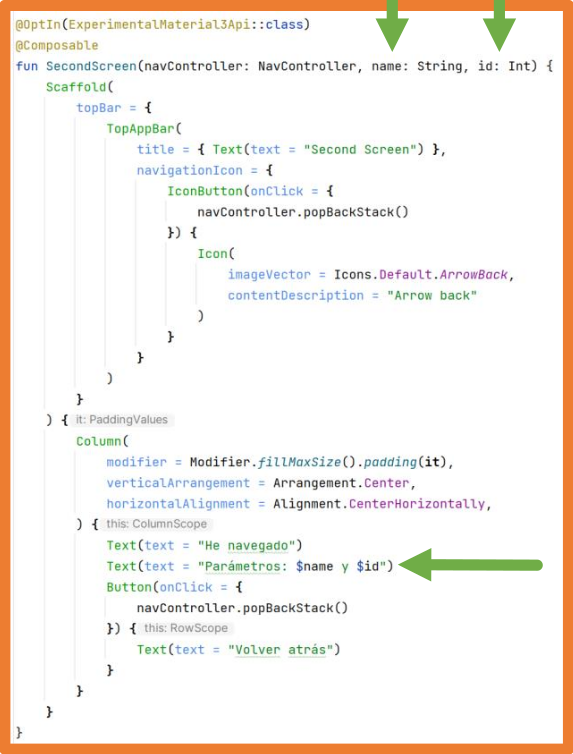 @OptIn(ExperimentalMaterial3Api::class)
@Composable
fun SecondScreen(navController: NavController, name: String, id: Int) {
    Scaffold(
        topBar = {
            TopAppBar(
                title = { Text(text = "Second Screen") },
                navigationIcon = {
                    IconButton(onClick = {
                        navController.popBackStack()
                    }) {
                        Icon(
                            imageVector = Icons.Default.ArrowBack,
                            contentDescription = "Arrow back"
                        )
                    }
                }
            )
        }
    ) { it: PaddingValues
        Column(
            modifier = Modifier.fillMaxSize().padding(it),
            verticalArrangement = Arrangement.Center,
            horizontalAlignment = Alignment.CenterHorizontally,
        ) { this: ColumnScope
            Text(text = "He navegado")
            Text(text = "Parámetros: $name y $id")
            Button(onClick = {
                navController.popBackStack()
            }) { this: RowScope
                Text(text = "Volver atrás")
            }
        }
    }
}